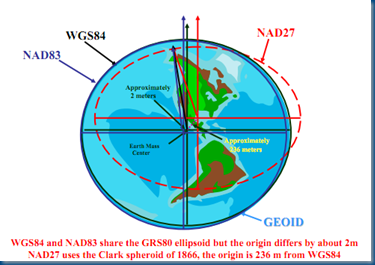 WGS84
NAD27
NAD83
Approximately
2 meters
Earth Mass
Center
Approximately
236 meters
GEOID
WGS84 and NAD83 share the GRS80 ellipsoid but the origin differs by about 2m
NAD27 uses the Clark spheroid of 1866, the origin is 236 m from WGS84